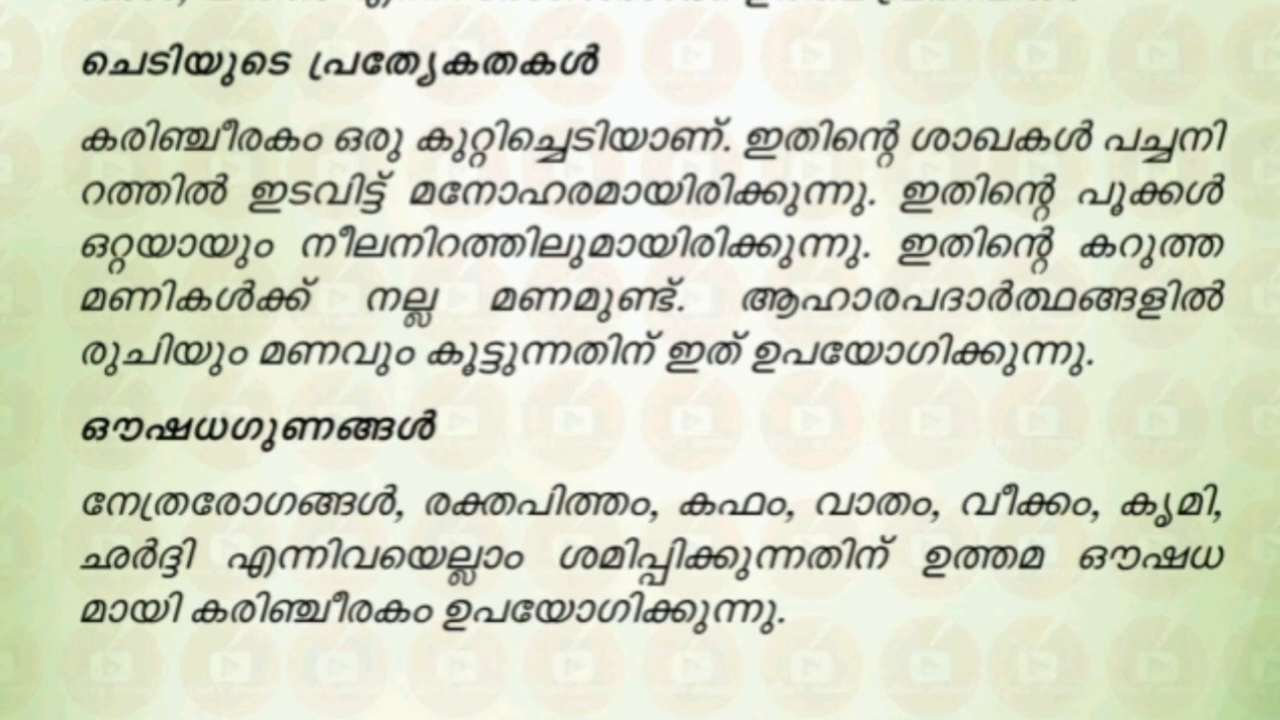 ചെടിയുടെ പ്രത്യേകതകൾ
കരിഞ്ചീരകം ഒരു കുറ്റിച്ചെടിയാണ്. ഇതിന്റെ ശാഖകൾ പച്ചനി
റത്തിൽ ഇടവിട്ട് മനോഹരമായിരിക്കുന്നു. ഇതിന്റെ പൂക്കൾ
ഒറ്റയായും നീലനിറത്തിലുമായിരിക്കുന്നു. ഇതിന്റെ കറുത്ത
മണികൾക്ക് നല്ല മണമുണ്ട്. ആഹാരപദാർത്ഥങ്ങളിൽ
രുചിയും മണവും കൂട്ടുന്നതിന് ഇത് ഉപയോഗിക്കുന്നു.
ഔഷധഗുണങ്ങൾ
നേത്രരോഗങ്ങൾ, രക്തപിത്തം, കഫം, വാതം, വീക്കം, കൃമി,
ഛർദ്ദി എന്നിവയെല്ലാം ശമിപ്പിക്കുന്നതിന് ഉത്തമ ഔഷധ
മായി കരിഞ്ചീരകം ഉപയോഗിക്കുന്നു.